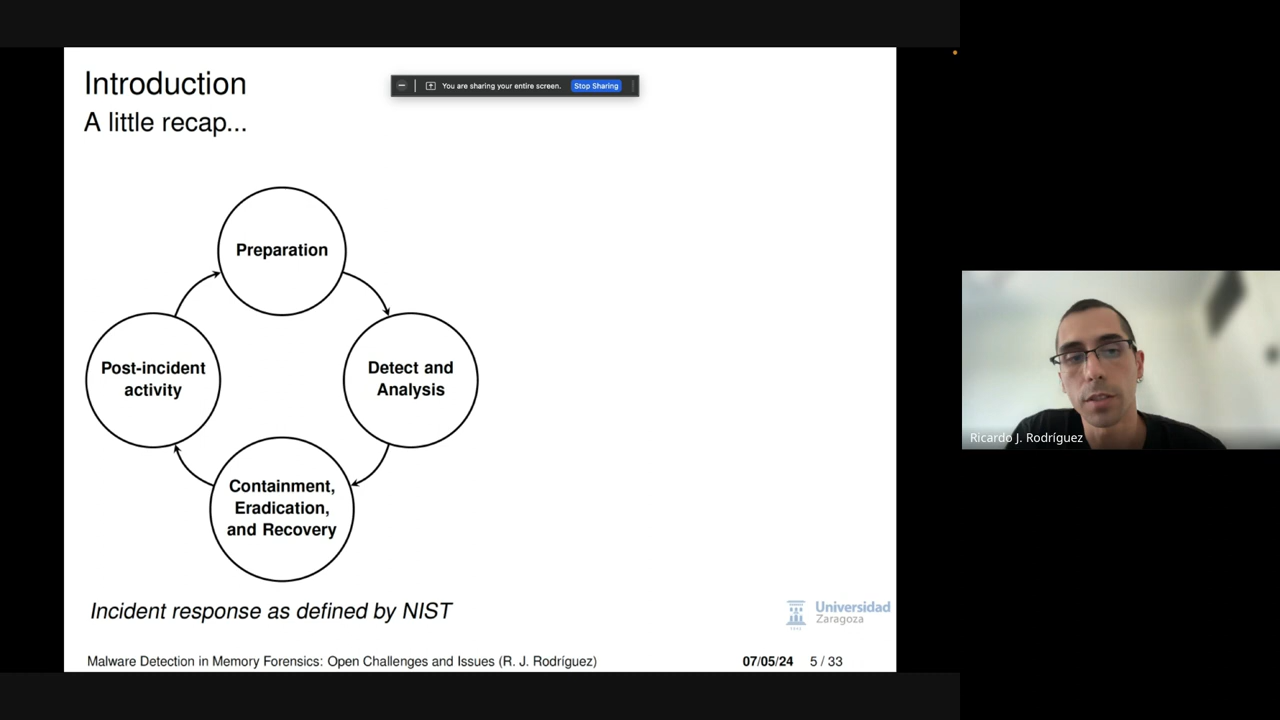 Introduction
A little recap...
You are sharing your entire screen.
Stop Sharing
Preparation
Post-incident
activity
Detect and
Analysis
Containment,
Eradication,
and Recovery
Incident response as defined by NIST
Universidad
Zaragoza
Malware Detection in Memory Forensics: Open Challenges and Issues (R. J. Rodríguez)
07/05/24 5 / 33
Ricardo J. Rodríguez